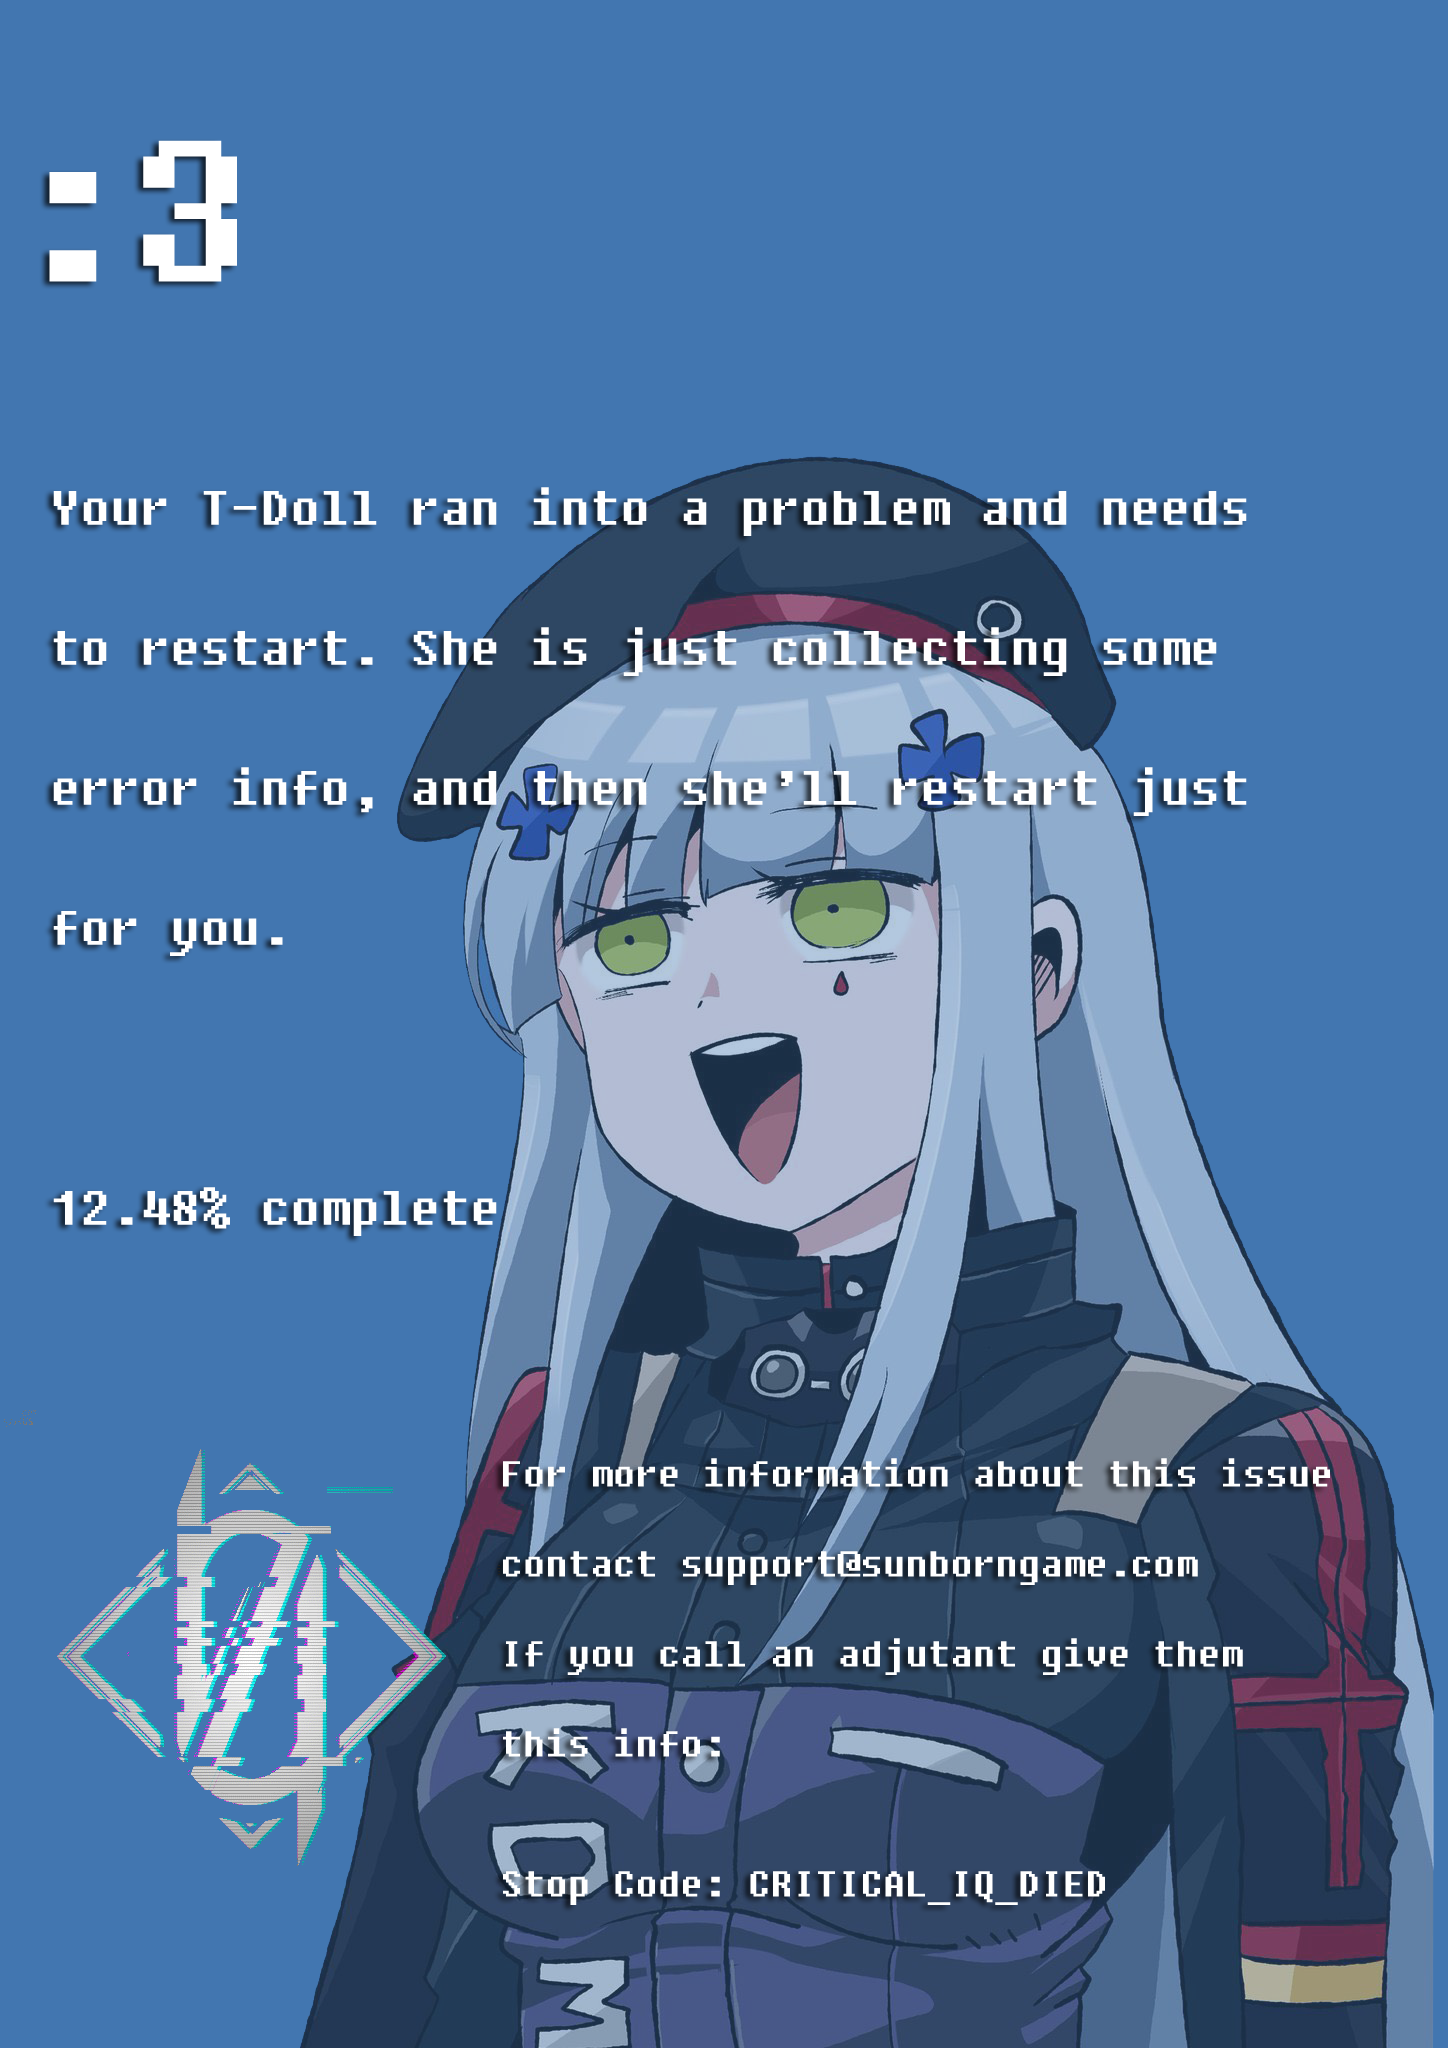 :3
Your T-Doll ran into a problem and needs
to restart. She is just collecting some
error info, and then she'll restart just
for you.
12.48% complete
For more information about this issue
contact support@sunborngame.com
If you call an adjutant give them
this info:
Stop Code: CRITICAL_IQ_DIED